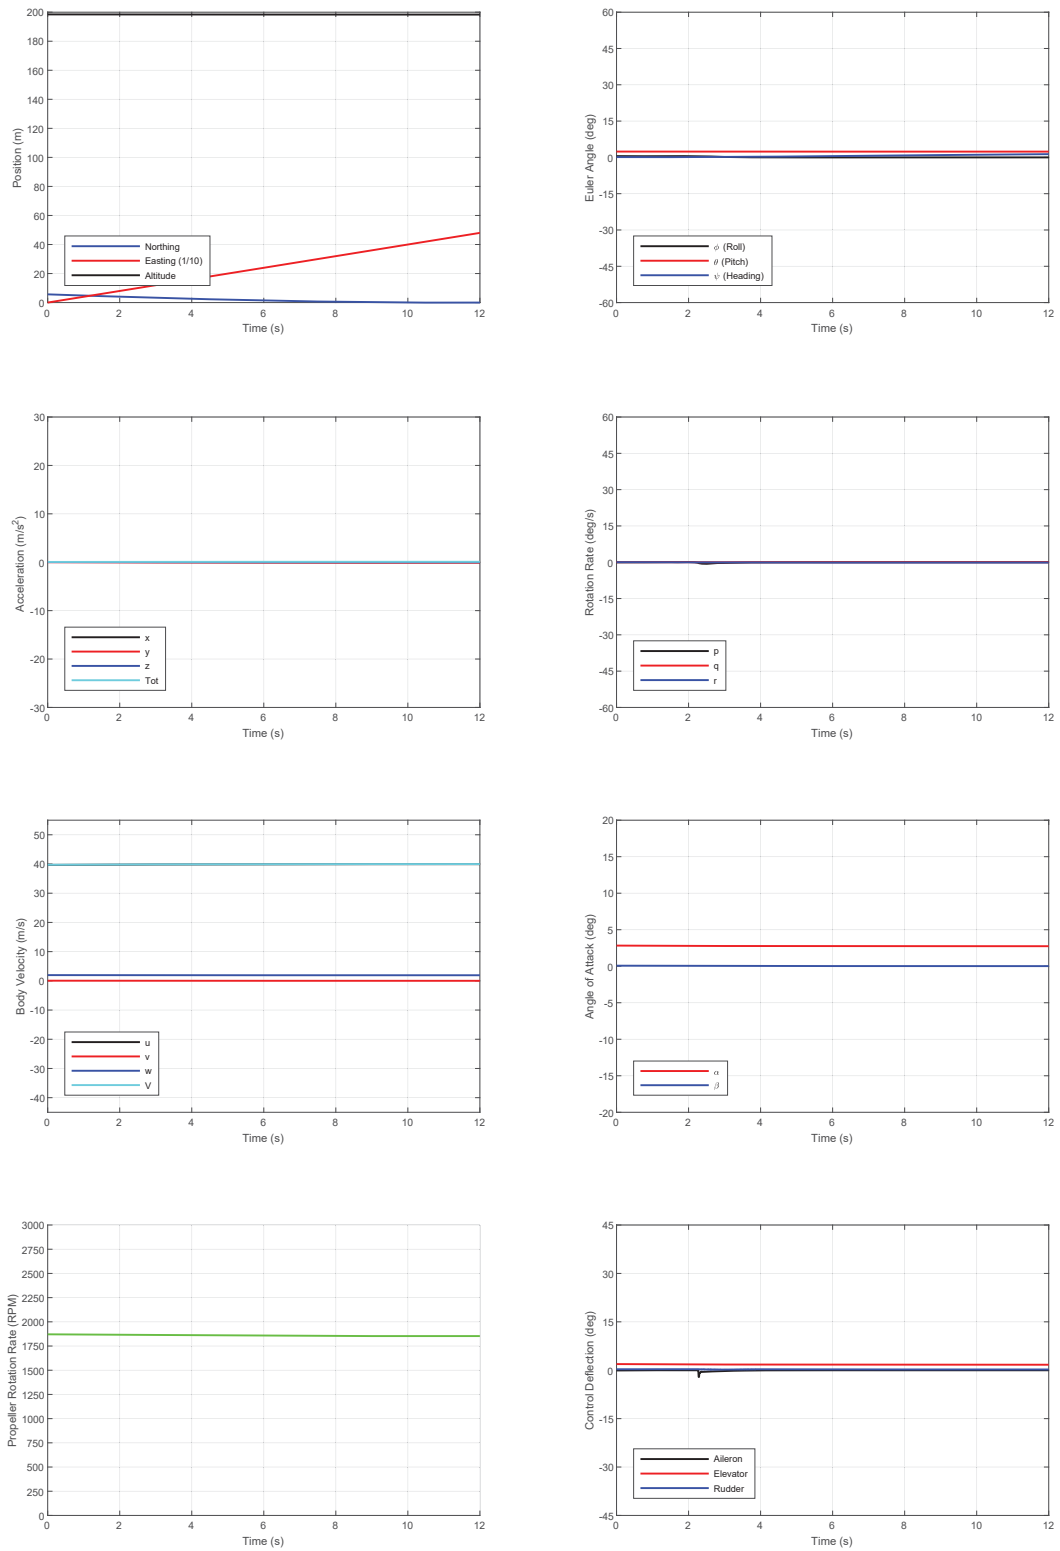 200
180
160
140
120
100
80
60
40
20
0
Position (m)
Northing
Easting (1/10)
Altitude
0 2 4 6 8 10 12
Time (s)
60
45
30
15
0
-15
-30
-45
-60
Euler Angle (deg)
ϕ (Roll)
θ (Pitch)
ψ (Heading)
0 2 4 6 8 10 12
Time (s)
30
20
10
0
-10
-20
-30
Acceleration (m/s²)
x
y
z
Tot
0 2 4 6 8 10 12
Time (s)
60
45
30
15
0
-15
-30
-45
-60
Rotation Rate (deg/s)
p
q
r
0 2 4 6 8 10 12
Time (s)
50
40
30
20
10
0
-10
-20
-30
-40
Body Velocity (m/s)
u
v
w
V
0 2 4 6 8 10 12
Time (s)
20
15
10
5
0
-5
-10
-15
-20
Angle of Attack (deg)
α
β
0 2 4 6 8 10 12
Time (s)
3000
2750
2500
2250
2000
1750
1500
1250
1000
750
500
250
0
Propeller Rotation Rate (RPM)
0 2 4 6 8 10 12
Time (s)
45
30
15
0
-15
-30
-45
Control Deflection (deg)
Aileron
Elevator
Rudder
0 2 4 6 8 10 12
Time (s)